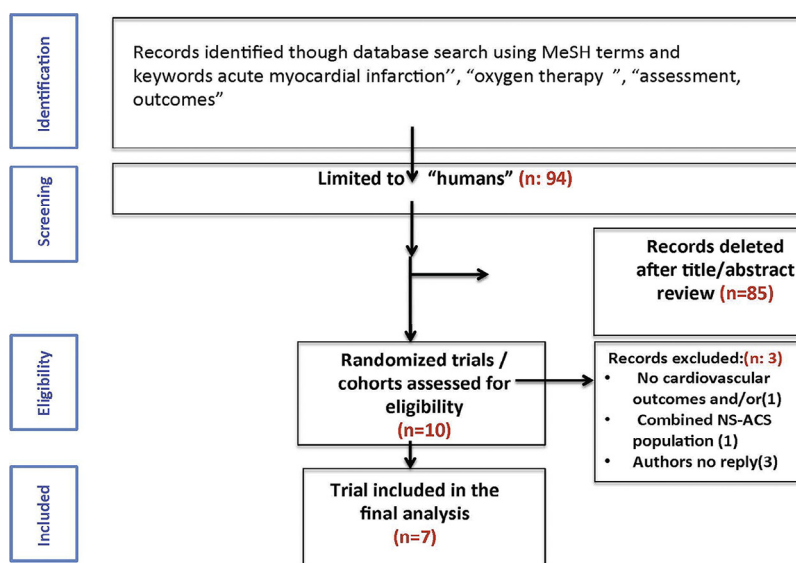 Identification
Records identified though database search using MeSH terms and
keywords acute myocardial infarction’’, “oxygen therapy ”, “assessment,
outcomes”
Screening
Limited to “humans” (n: 94)
Records deleted
after title/abstract
review (n=85)
Eligibility
Randomized trials /
cohorts assessed for
eligibility
(n=10)
Records excluded:(n: 3)
• No cardiovascular
outcomes and/or(1)
• Combined NS-ACS
population (1)
• Authors no reply(3)
Included
Trial included in the
final analysis
(n=7)